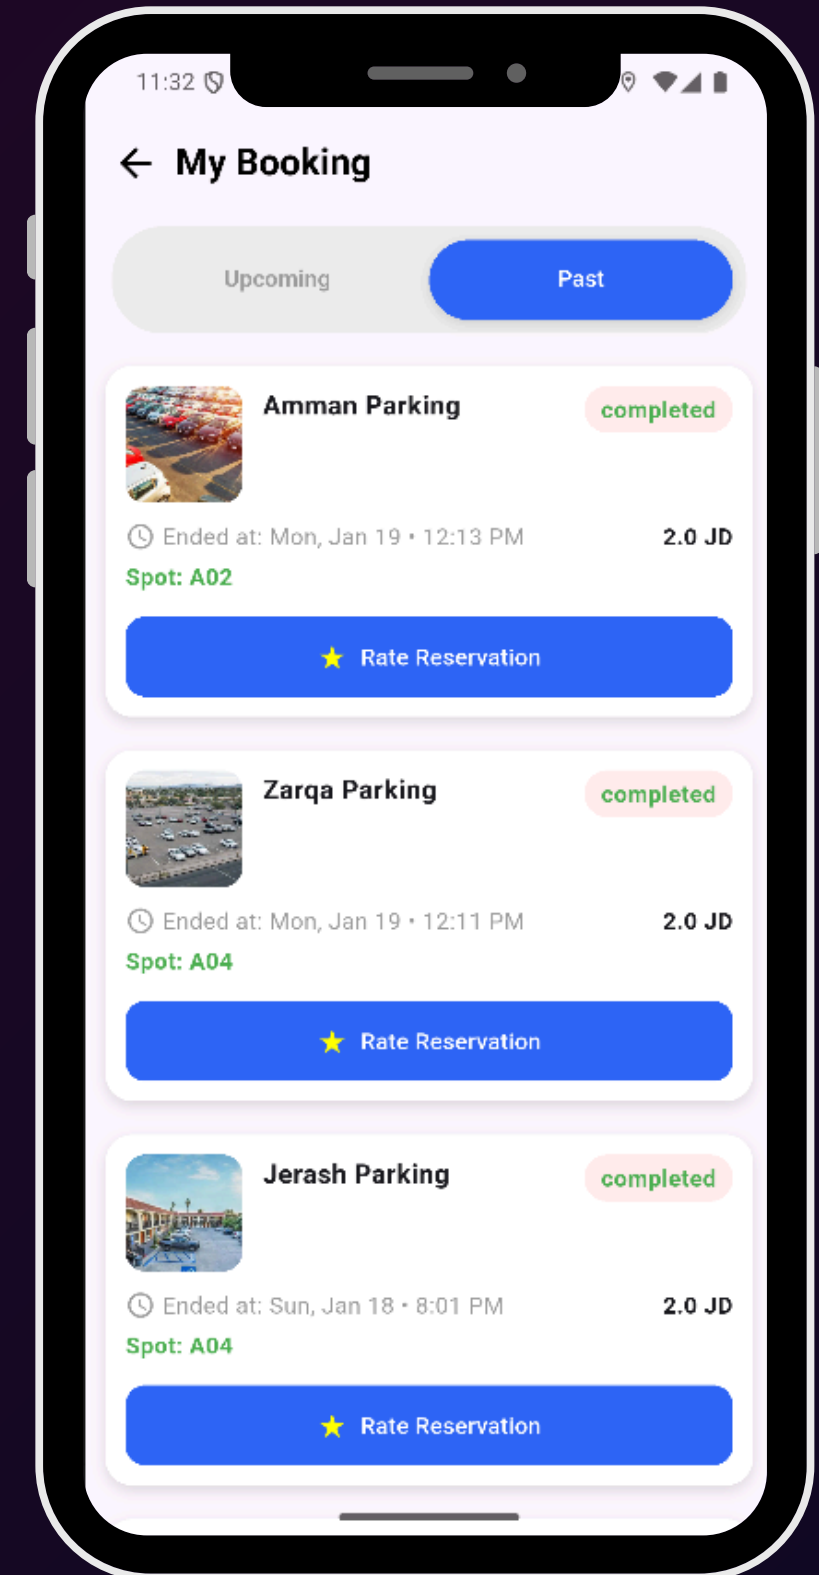 11:32
My Booking
Upcoming
Past
Amman Parking
completed
Ended at: Mon, Jan 19 • 12:13 PM
2.0 JD
Spot: A02
Rate Reservation
Zarqa Parking
completed
Ended at: Mon, Jan 19 • 12:11 PM
2.0 JD
Spot: A04
Rate Reservation
Jerash Parking
completed
Ended at: Sun, Jan 18 • 8:01 PM
2.0 JD
Spot: A04
Rate Reservation